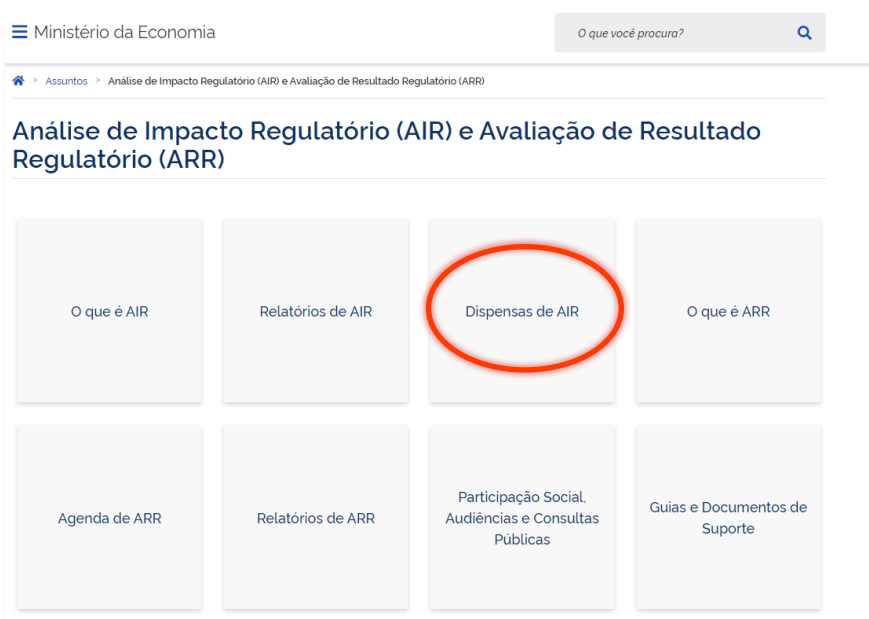 Ministério da Economia
O que você procura?
Assuntos > Análise de Impacto Regulatório (AIR) e Avaliação de Resultado Regulatório (ARR)
Análise de Impacto Regulatório (AIR) e Avaliação de Resultado
Regulatório (ARR)
O que é AIR
Relatórios de AIR
Dispensas de AIR
O que é ARR
Agenda de ARR
Relatórios de ARR
Participação Social,
Audiências e Consultas
Públicas
Guias e Documentos de
Suporte